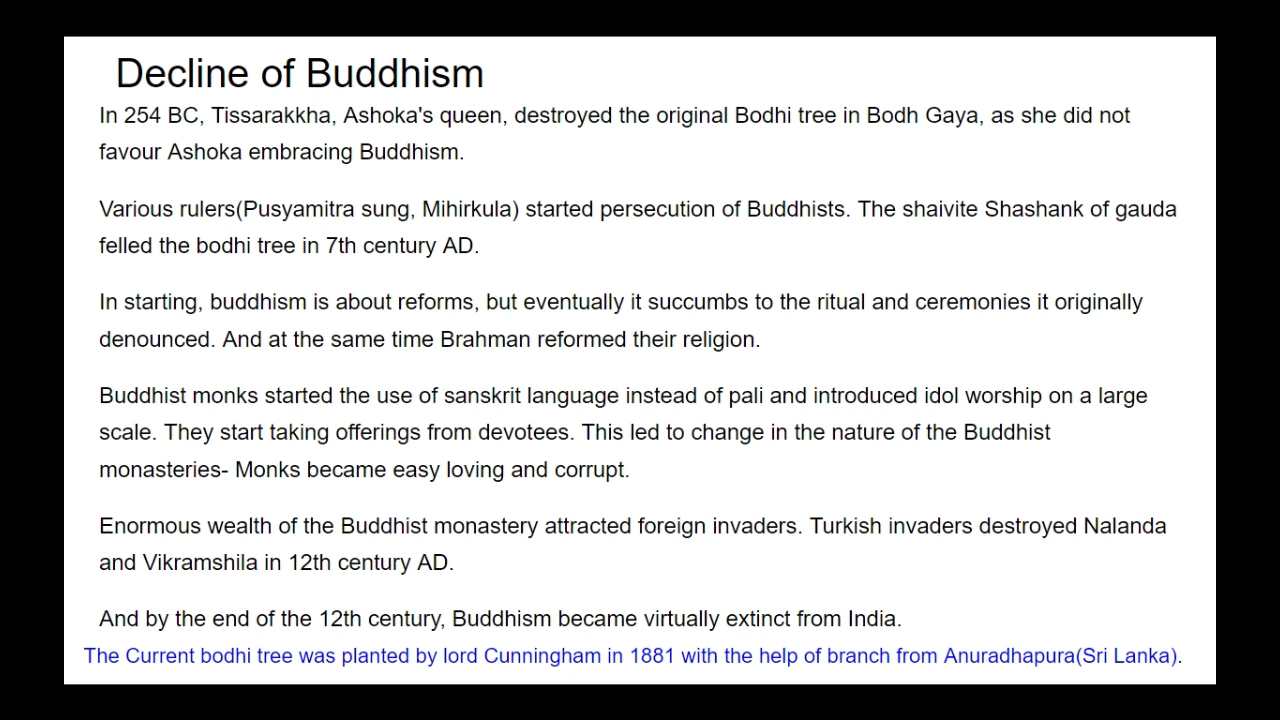 Decline of Buddhism
In 254 BC, Tissarakkha, Ashoka's queen, destroyed the original Bodhi tree in Bodh Gaya, as she did not
favour Ashoka embracing Buddhism.
Various rulers(Pusyamitra sung, Mihirkula) started persecution of Buddhists. The shaivite Shashank of gauda
felled the bodhi tree in 7th century AD.
In starting, buddhism is about reforms, but eventually it succumbs to the ritual and ceremonies it originally
denounced. And at the same time Brahman reformed their religion.
Buddhist monks started the use of sanskrit language instead of pali and introduced idol worship on a large
scale. They start taking offerings from devotees. This led to change in the nature of the Buddhist
monasteries- Monks became easy loving and corrupt.
Enormous wealth of the Buddhist monastery attracted foreign invaders. Turkish invaders destroyed Nalanda
and Vikramshila in 12th century AD.
And by the end of the 12th century, Buddhism became virtually extinct from India.
The Current bodhi tree was planted by lord Cunningham in 1881 with the help of branch from Anuradhapura(Sri Lanka).